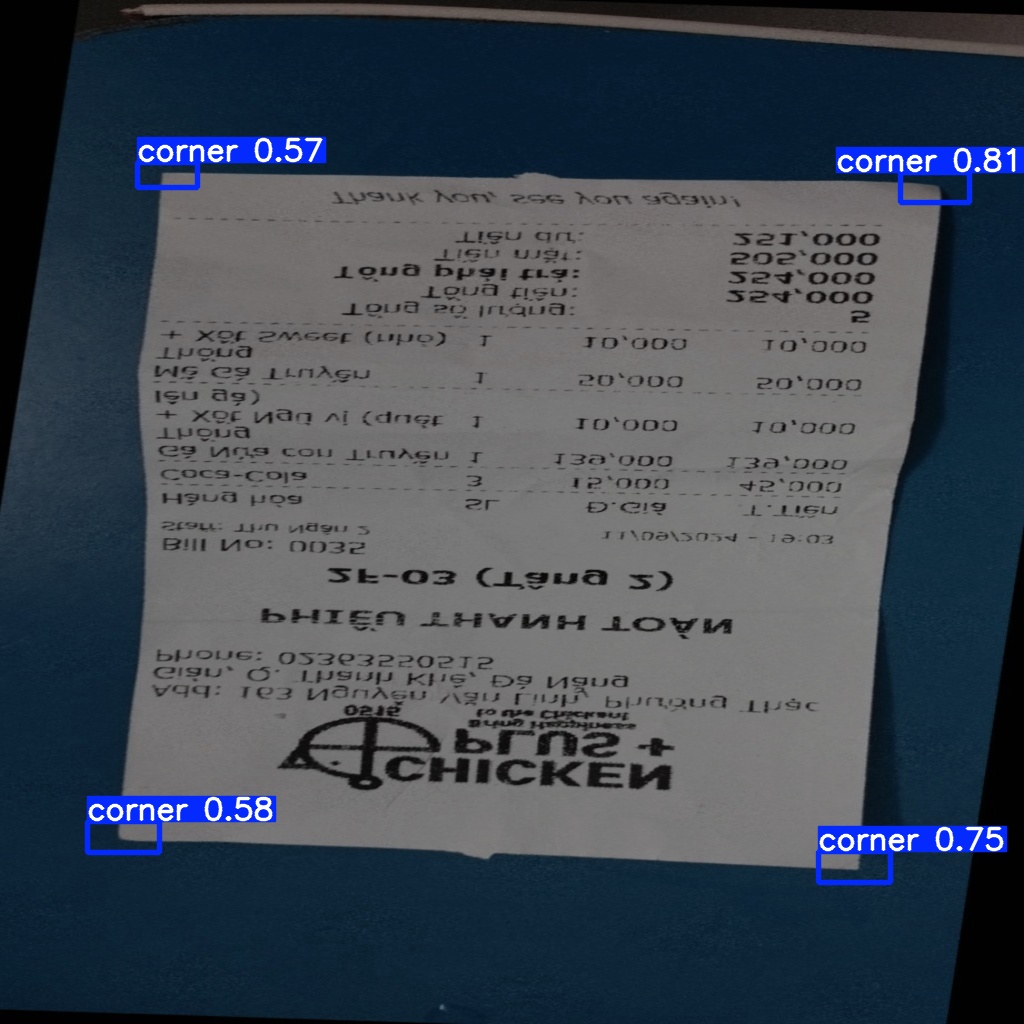 corner 0.57
corner 0.81
corner 0.58
corner 0.75
CHICKEN
PLUS +
Bring Happiness
to the Chicken!
0515
Add: 163 Nguyễn Văn Linh, Phường Thạc
Gián, Q. Thanh Khê, Đà Nẵng
Phone: 02363550515
PHIẾU THANH TOÁN
2F-03 (Tầng 2)
Bill No: 0035
Staff: Thu Ngân 2 11/09/2024 - 19:03
Hàng hóa SL Đ.Giá T.Tiền
Coca-Cola 3 15,000 45,000
Gà Nửa con Truyền 1 139,000 139,000
Thống
+ Xốt Ngũ vị (quết 1 10,000 10,000
lên gà)
Mẻ Gà Truyền 1 50,000 50,000
Thống
+ Xốt Sweet (nhỏ) 1 10,000 10,000
Tổng số lượng: 5
Tổng tiền: 254,000
Tổng phải trả: 254,000
Tiền mặt: 505,000
Tiền dư: 251,000
Thank you, see you again!